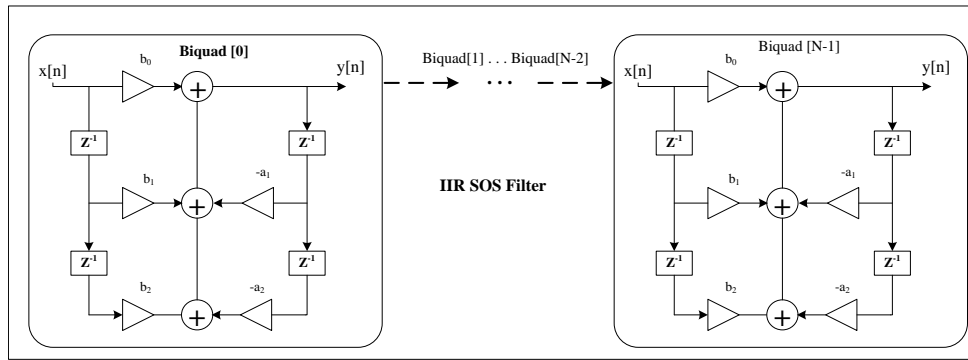 Biquad [0]
x[n]
b₀
+
y[n]
Z⁻¹
Z⁻¹
b₁
+
-a₁
Z⁻¹
Z⁻¹
b₂
+
-a₂
Biquad[1] . . . Biquad[N-2]
...
IIR SOS Filter
Biquad [N-1]
x[n]
b₀
+
y[n]
Z⁻¹
Z⁻¹
b₁
+
-a₁
Z⁻¹
Z⁻¹
b₂
+
-a₂